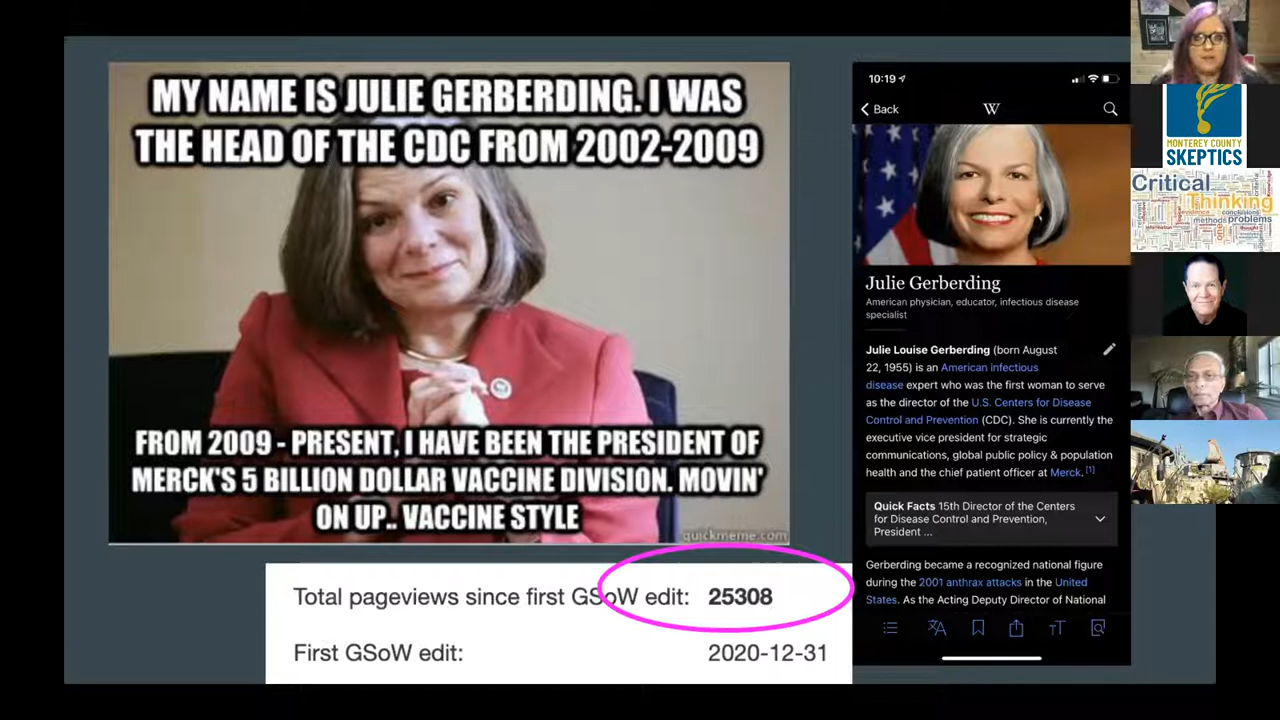 MY NAME IS JULIE GERBERDING. I WAS
THE HEAD OF THE CDC FROM 2002-2009
FROM 2009 - PRESENT, I HAVE BEEN THE PRESIDENT OF
MERCK'S 5 BILLION DOLLAR VACCINE DIVISION. MOVIN'
ON UP.. VACCINE STYLE
quickmeme.com
Total pageviews since first GSoW edit: 25308
First GSoW edit: 2020-12-31
10:19
Back
W
Julie Gerberding
American physician, educator, infectious disease
specialist
Julie Louise Gerberding (born August
22, 1955) is an American infectious
disease expert who was the first woman to serve
as the director of the U.S. Centers for Disease
Control and Prevention (CDC). She is currently the
executive vice president for strategic
communications, global public policy & population
health and the chief patient officer at Merck.[1]
Quick Facts 15th Director of the Centers
for Disease Control and Prevention,
President ...
Gerberding became a recognized national figure
during the 2001 anthrax attacks in the United
States. As the Acting Deputy Director of National
MONTEREY COUNTY
SKEPTICS
Critical
Thinking
evidence conclusions
methods problems
information thought